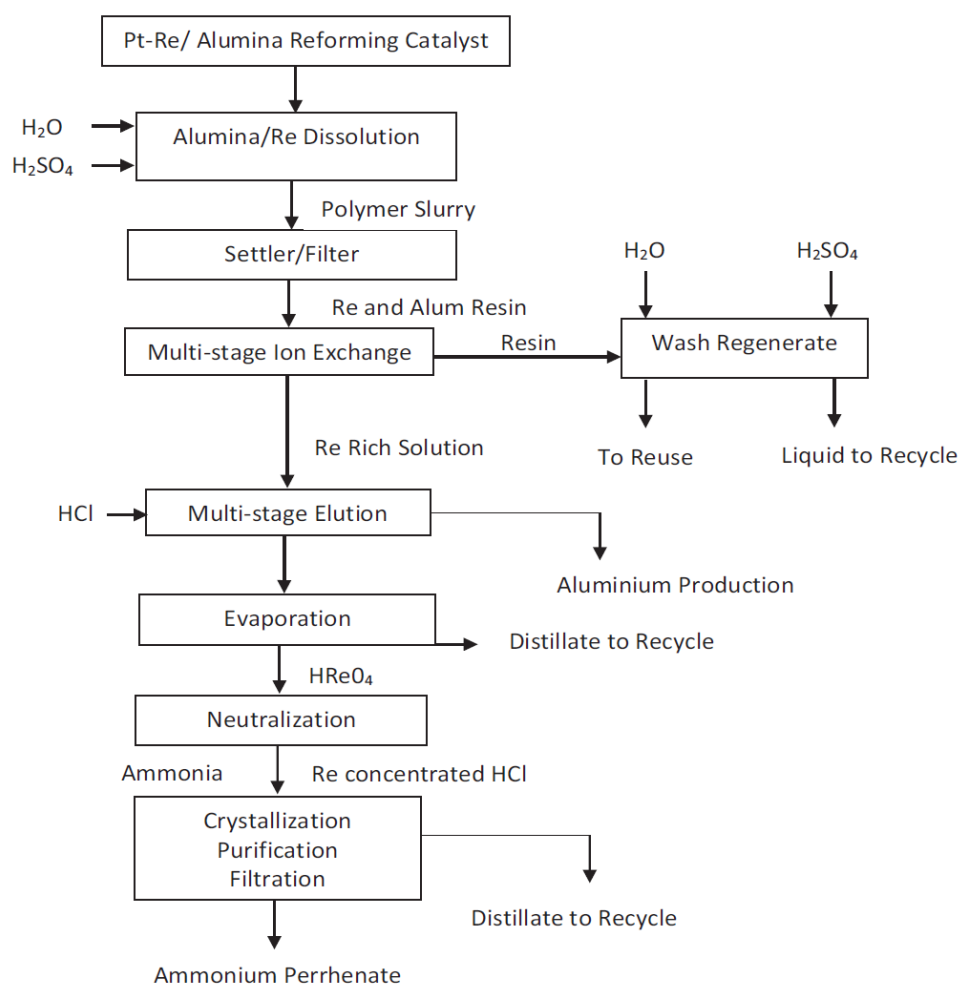 Pt-Re/ Alumina Reforming Catalyst
H₂O
H₂SO₄
Alumina/Re Dissolution
Polymer Slurry
Settler/Filter
H₂O
H₂SO₄
Re and Alum Resin
Multi-stage Ion Exchange
Resin
Wash Regenerate
Re Rich Solution
To Reuse
Liquid to Recycle
HCl
Multi-stage Elution
Aluminium Production
Evaporation
Distillate to Recycle
HRe0₄
Neutralization
Ammonia
Re concentrated HCl
Crystallization
Purification
Filtration
Distillate to Recycle
Ammonium Perrhenate